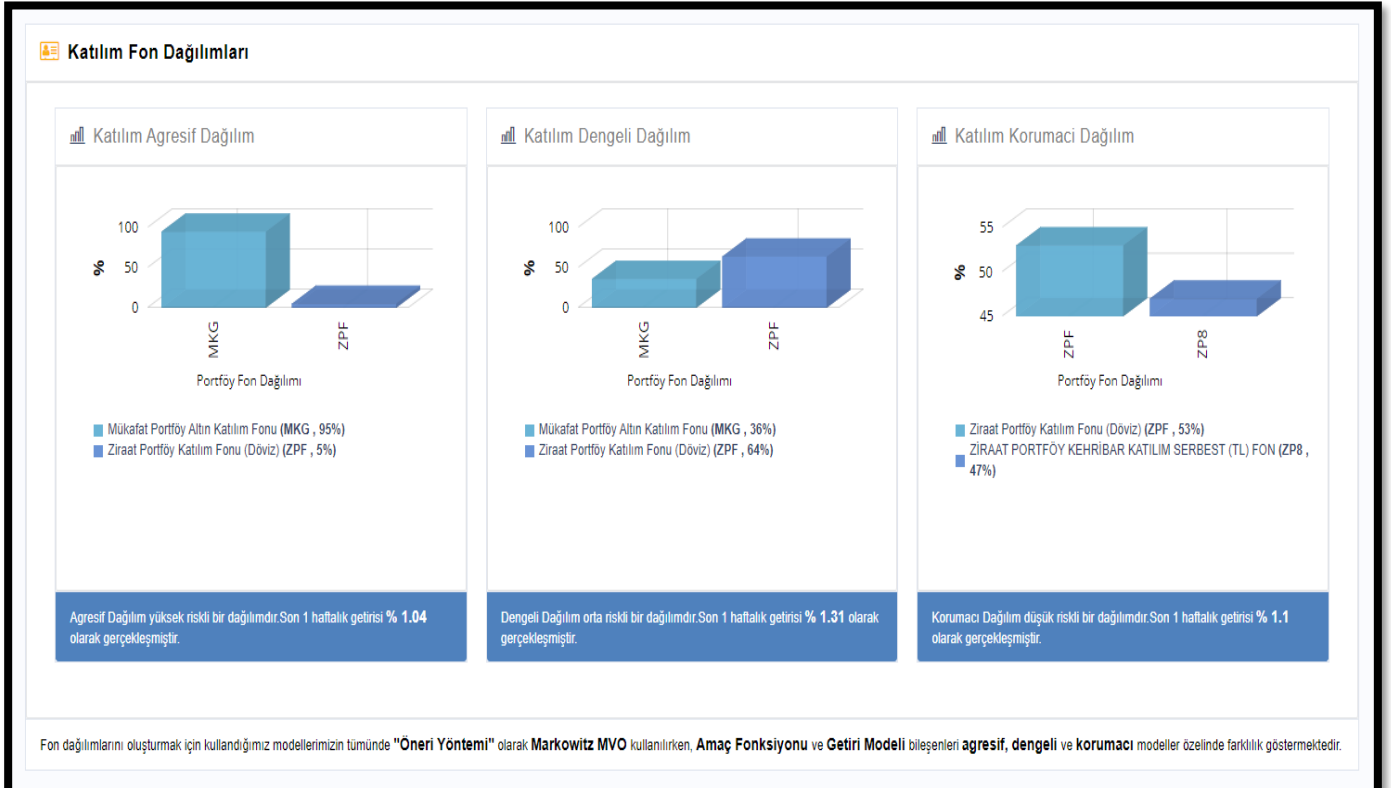 Katılım Fon Dağılımları
Katılım Agresif Dağılım
%
100
50
0
MKG
ZPF
Portföy Fon Dağılımı
Mükafat Portföy Altın Katılım Fonu (MKG , 95%)
Ziraat Portföy Katılım Fonu (Döviz) (ZPF , 5%)
Agresif Dağılım yüksek riskli bir dağılımdır.Son 1 haftalık getirisi % 1.04
olarak gerçekleşmiştir.
Katılım Dengeli Dağılım
%
100
50
0
MKG
ZPF
Portföy Fon Dağılımı
Mükafat Portföy Altın Katılım Fonu (MKG , 36%)
Ziraat Portföy Katılım Fonu (Döviz) (ZPF , 64%)
Dengeli Dağılım orta riskli bir dağılımdır.Son 1 haftalık getirisi % 1.31 olarak
gerçekleşmiştir.
Katılım Korumaci Dağılım
%
55
50
45
ZPF
ZP8
Portföy Fon Dağılımı
Ziraat Portföy Katılım Fonu (Döviz) (ZPF , 53%)
ZİRAAT PORTFÖY KEHRİBAR KATILIM SERBEST (TL) FON (ZP8 ,
47%)
Korumacı Dağılım düşük riskli bir dağılımdır.Son 1 haftalık getirisi % 1.1
olarak gerçekleşmiştir.
Fon dağılımlarını oluşturmak için kullandığımız modellerimizin tümünde "Öneri Yöntemi" olarak Markowitz MVO kullanılırken, Amaç Fonksiyonu ve Getiri Modeli bileşenleri agresif, dengeli ve korumacı modeller özelinde farklılık göstermektedir.